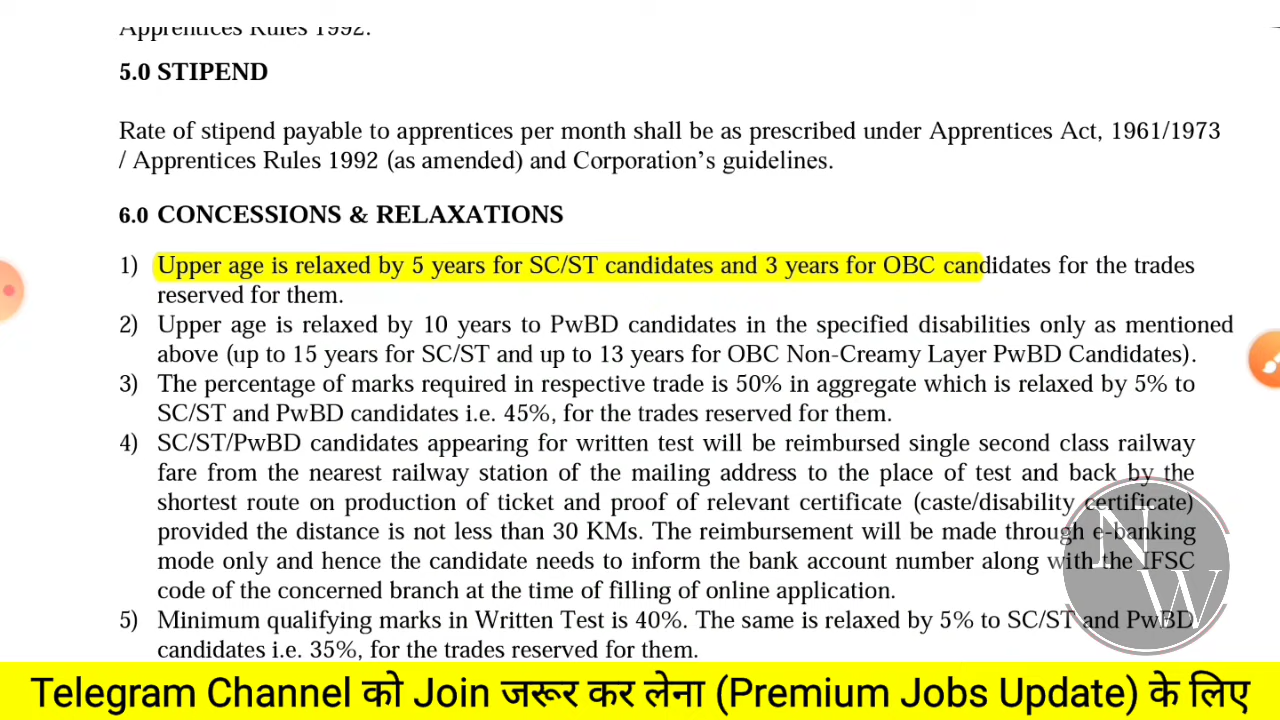 Apprentices Rules 1992.
5.0 STIPEND
Rate of stipend payable to apprentices per month shall be as prescribed under Apprentices Act, 1961/1973
/ Apprentices Rules 1992 (as amended) and Corporation’s guidelines.
6.0 CONCESSIONS & RELAXATIONS
1) Upper age is relaxed by 5 years for SC/ST candidates and 3 years for OBC candidates for the trades
reserved for them.
2) Upper age is relaxed by 10 years to PwBD candidates in the specified disabilities only as mentioned
above (up to 15 years for SC/ST and up to 13 years for OBC Non-Creamy Layer PwBD Candidates).
3) The percentage of marks required in respective trade is 50% in aggregate which is relaxed by 5% to
SC/ST and PwBD candidates i.e. 45%, for the trades reserved for them.
4) SC/ST/PwBD candidates appearing for written test will be reimbursed single second class railway
fare from the nearest railway station of the mailing address to the place of test and back by the
shortest route on production of ticket and proof of relevant certificate (caste/disability certificate)
provided the distance is not less than 30 KMs. The reimbursement will be made through e-banking
mode only and hence the candidate needs to inform the bank account number along with the IFSC
code of the concerned branch at the time of filling of online application.
5) Minimum qualifying marks in Written Test is 40%. The same is relaxed by 5% to SC/ST and PwBD
candidates i.e. 35%, for the trades reserved for them.
NW
Telegram Channel को Join जरूर कर लेना (Premium Jobs Update) के लिए